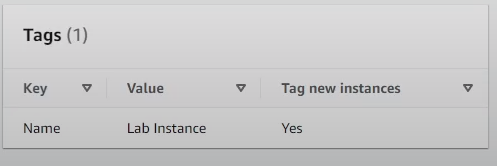 Tags (1)
Key Value Tag new instances
Name Lab Instance Yes